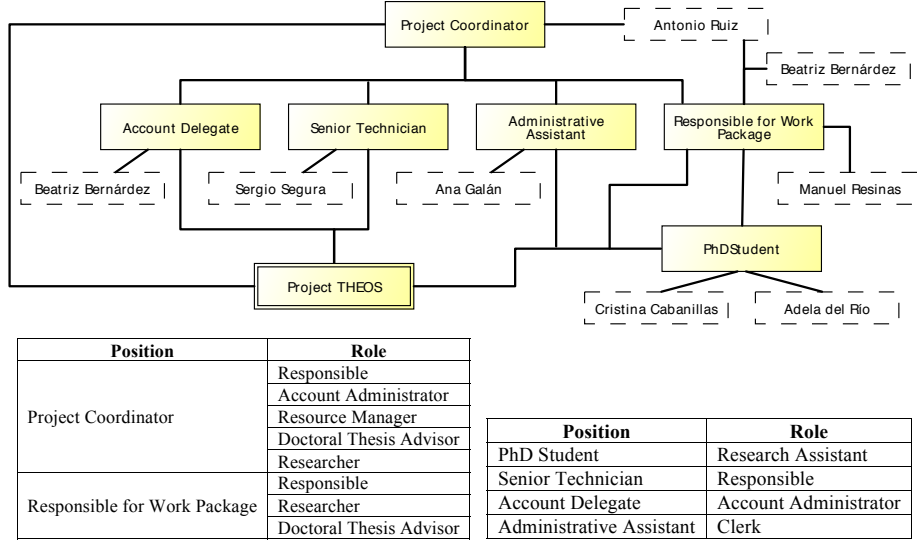 Project Coordinator
Antonio Ruiz
Beatriz Bernárdez
Account Delegate
Senior Technician
Administrative
Assistant
Responsible for Work
Package
Beatriz Bernárdez
Sergio Segura
Ana Galán
Manuel Resinas
PhDStudent
Project THEOS
Cristina Cabanillas
Adela del Río
Position Role
Project Coordinator
Responsible
Account Administrator
Resource Manager
Doctoral Thesis Advisor
Researcher
Responsible for Work Package
Responsible
Researcher
Doctoral Thesis Advisor
Position Role
PhD Student Research Assistant
Senior Technician Responsible
Account Delegate Account Administrator
Administrative Assistant Clerk